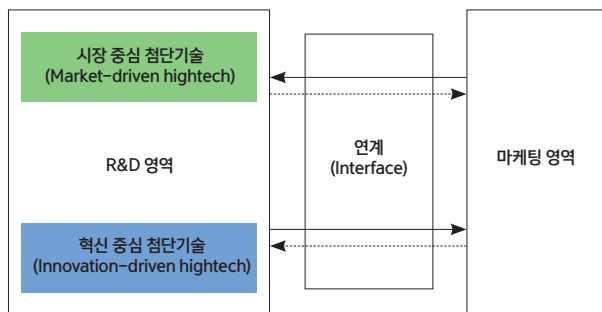 시장 중심 첨단기술
(Market-driven hightech)
R&D 영역
혁신 중심 첨단기술
(Innovation-driven hightech)
연계
(Interface)
마케팅 영역